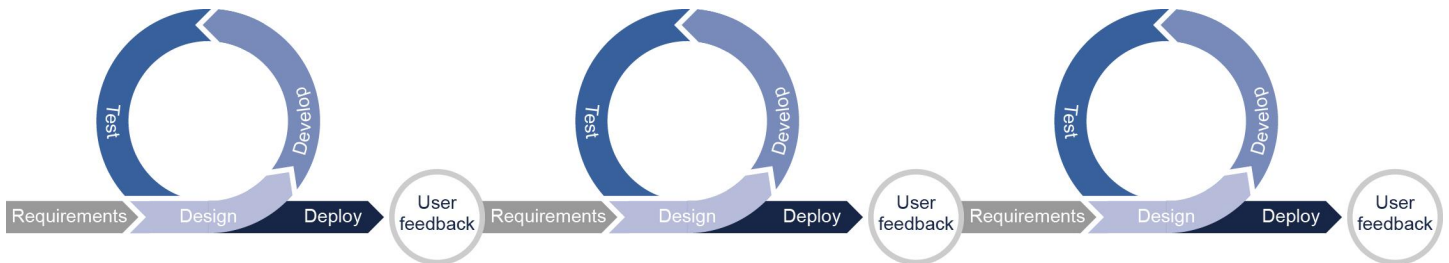 Test
Develop
Requirements
Design
Deploy
User
feedback
Test
Develop
Requirements
Design
Deploy
User
feedback
Test
Develop
Requirements
Design
Deploy
User
feedback